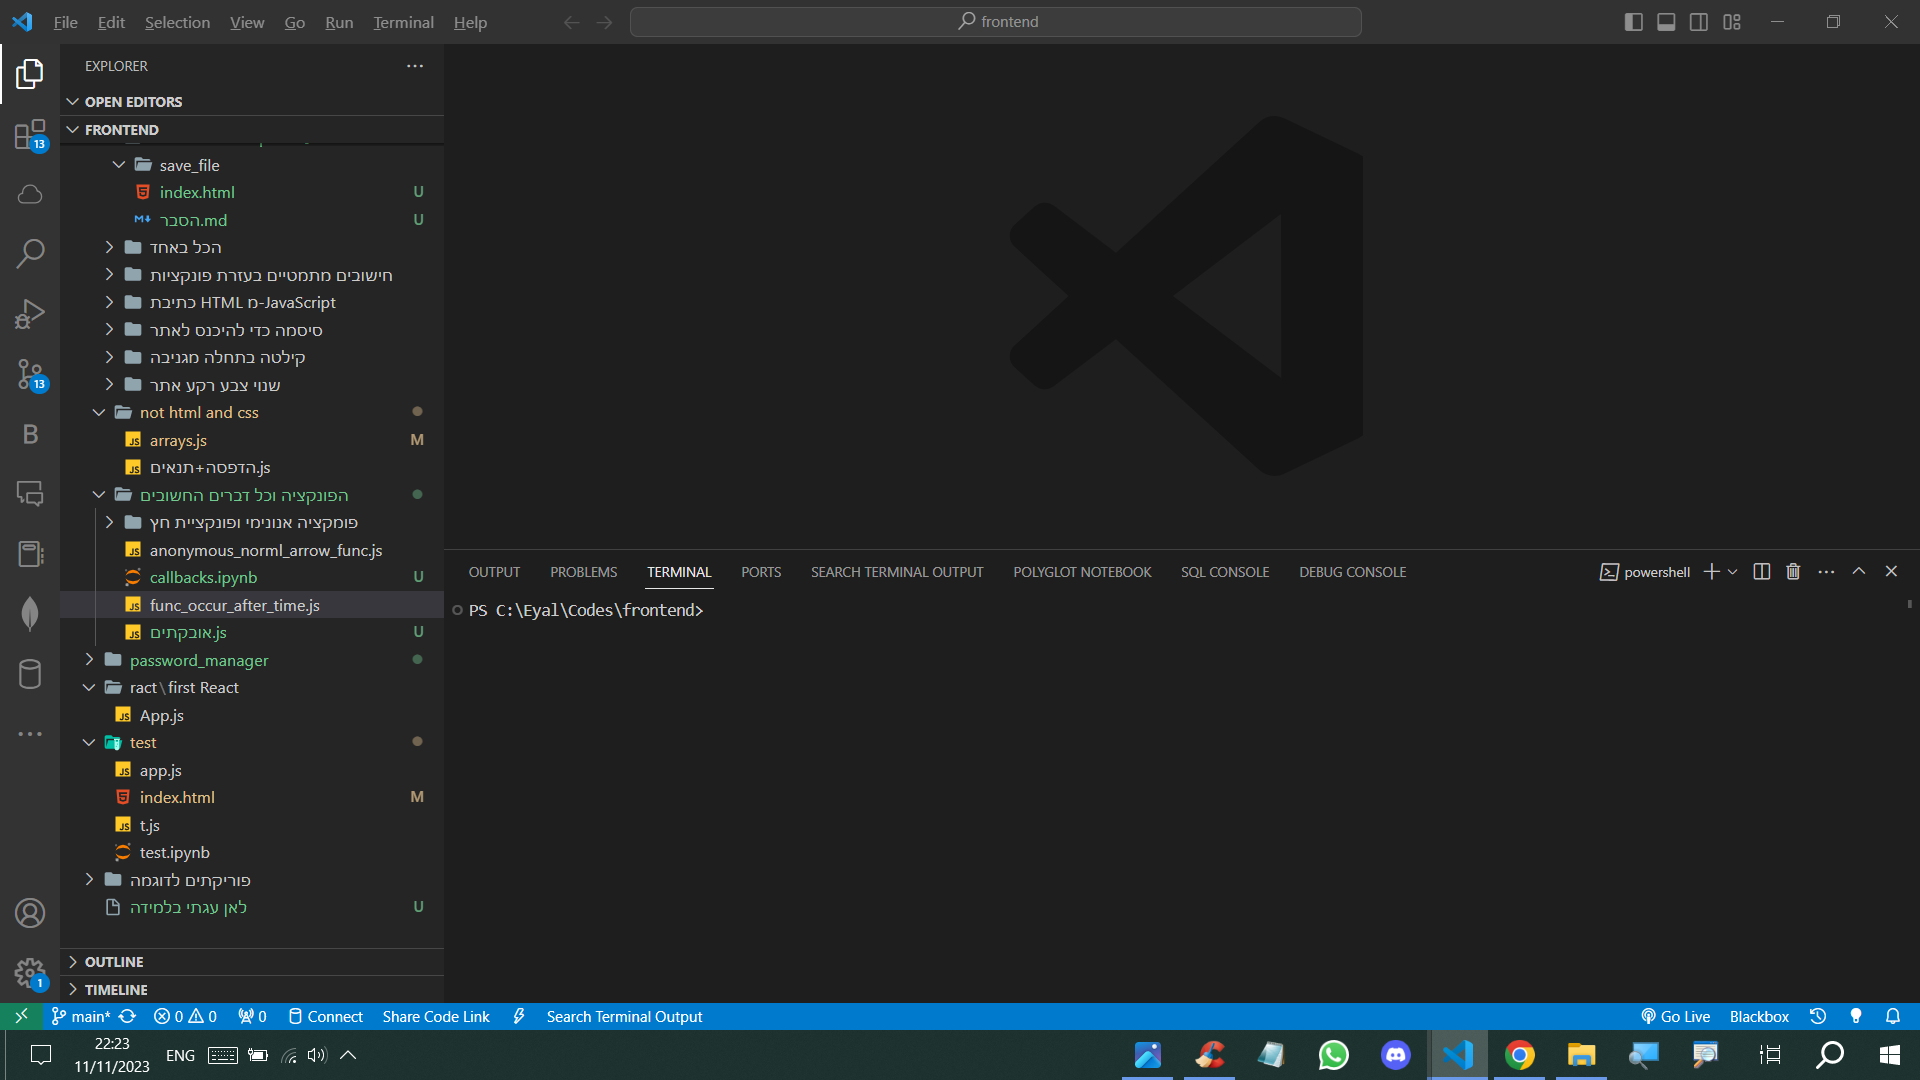 File Edit Selection View Go Run Terminal Help
frontend
EXPLORER
OPEN EDITORS
FRONTEND
save_file
index.html U
הסבר.md U
הכל באחד
חישובים מתמטיים בעזרת פונקציות
כתיבת HTML מ-JavaScript
סיסמה כדי להיכנס לאתר
קילטה בתחלה מגניבה
שנוי צבע רקע אתר
not html and css
arrays.js M
הדפסה+תנאים.js
הפונקציה וכל דברים החשובים
פומקציה אנונימי ופונקציית חץ
anonymous_norml_arrow_func.js
callbacks.ipynb U
func_occur_after_time.js
אובקתים.js U
password_manager
ract\first React
App.js
test
app.js
index.html M
t.js
test.ipynb
פוריקתים לדוגמה
לאן עגתי בלמידה U
OUTLINE
TIMELINE
13
13
B
1
OUTPUT PROBLEMS TERMINAL PORTS SEARCH TERMINAL OUTPUT POLYGLOT NOTEBOOK SQL CONSOLE DEBUG CONSOLE
powershell
PS C:\Eyal\Codes\frontend>
main* 0 0 0 Connect Share Code Link Search Terminal Output Go Live Blackbox
22:23
11/11/2023
ENG